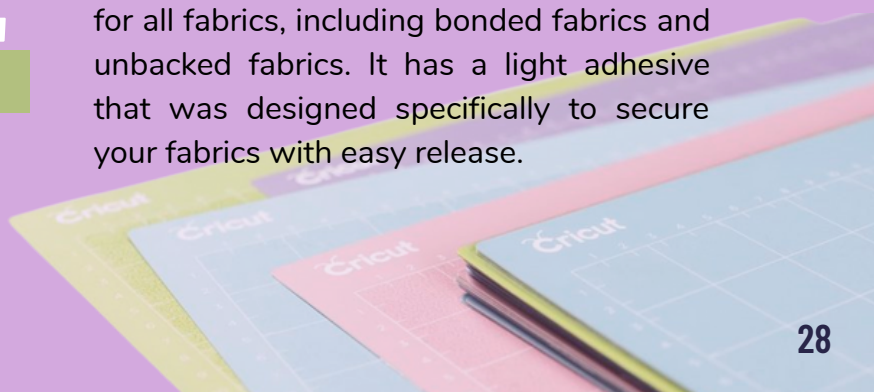 for all fabrics, including bonded fabrics and
unbacked fabrics. It has a light adhesive
that was designed specifically to secure
your fabrics with easy release.
Cricut
Cricut
Cricut
Cricut
Cricut
28